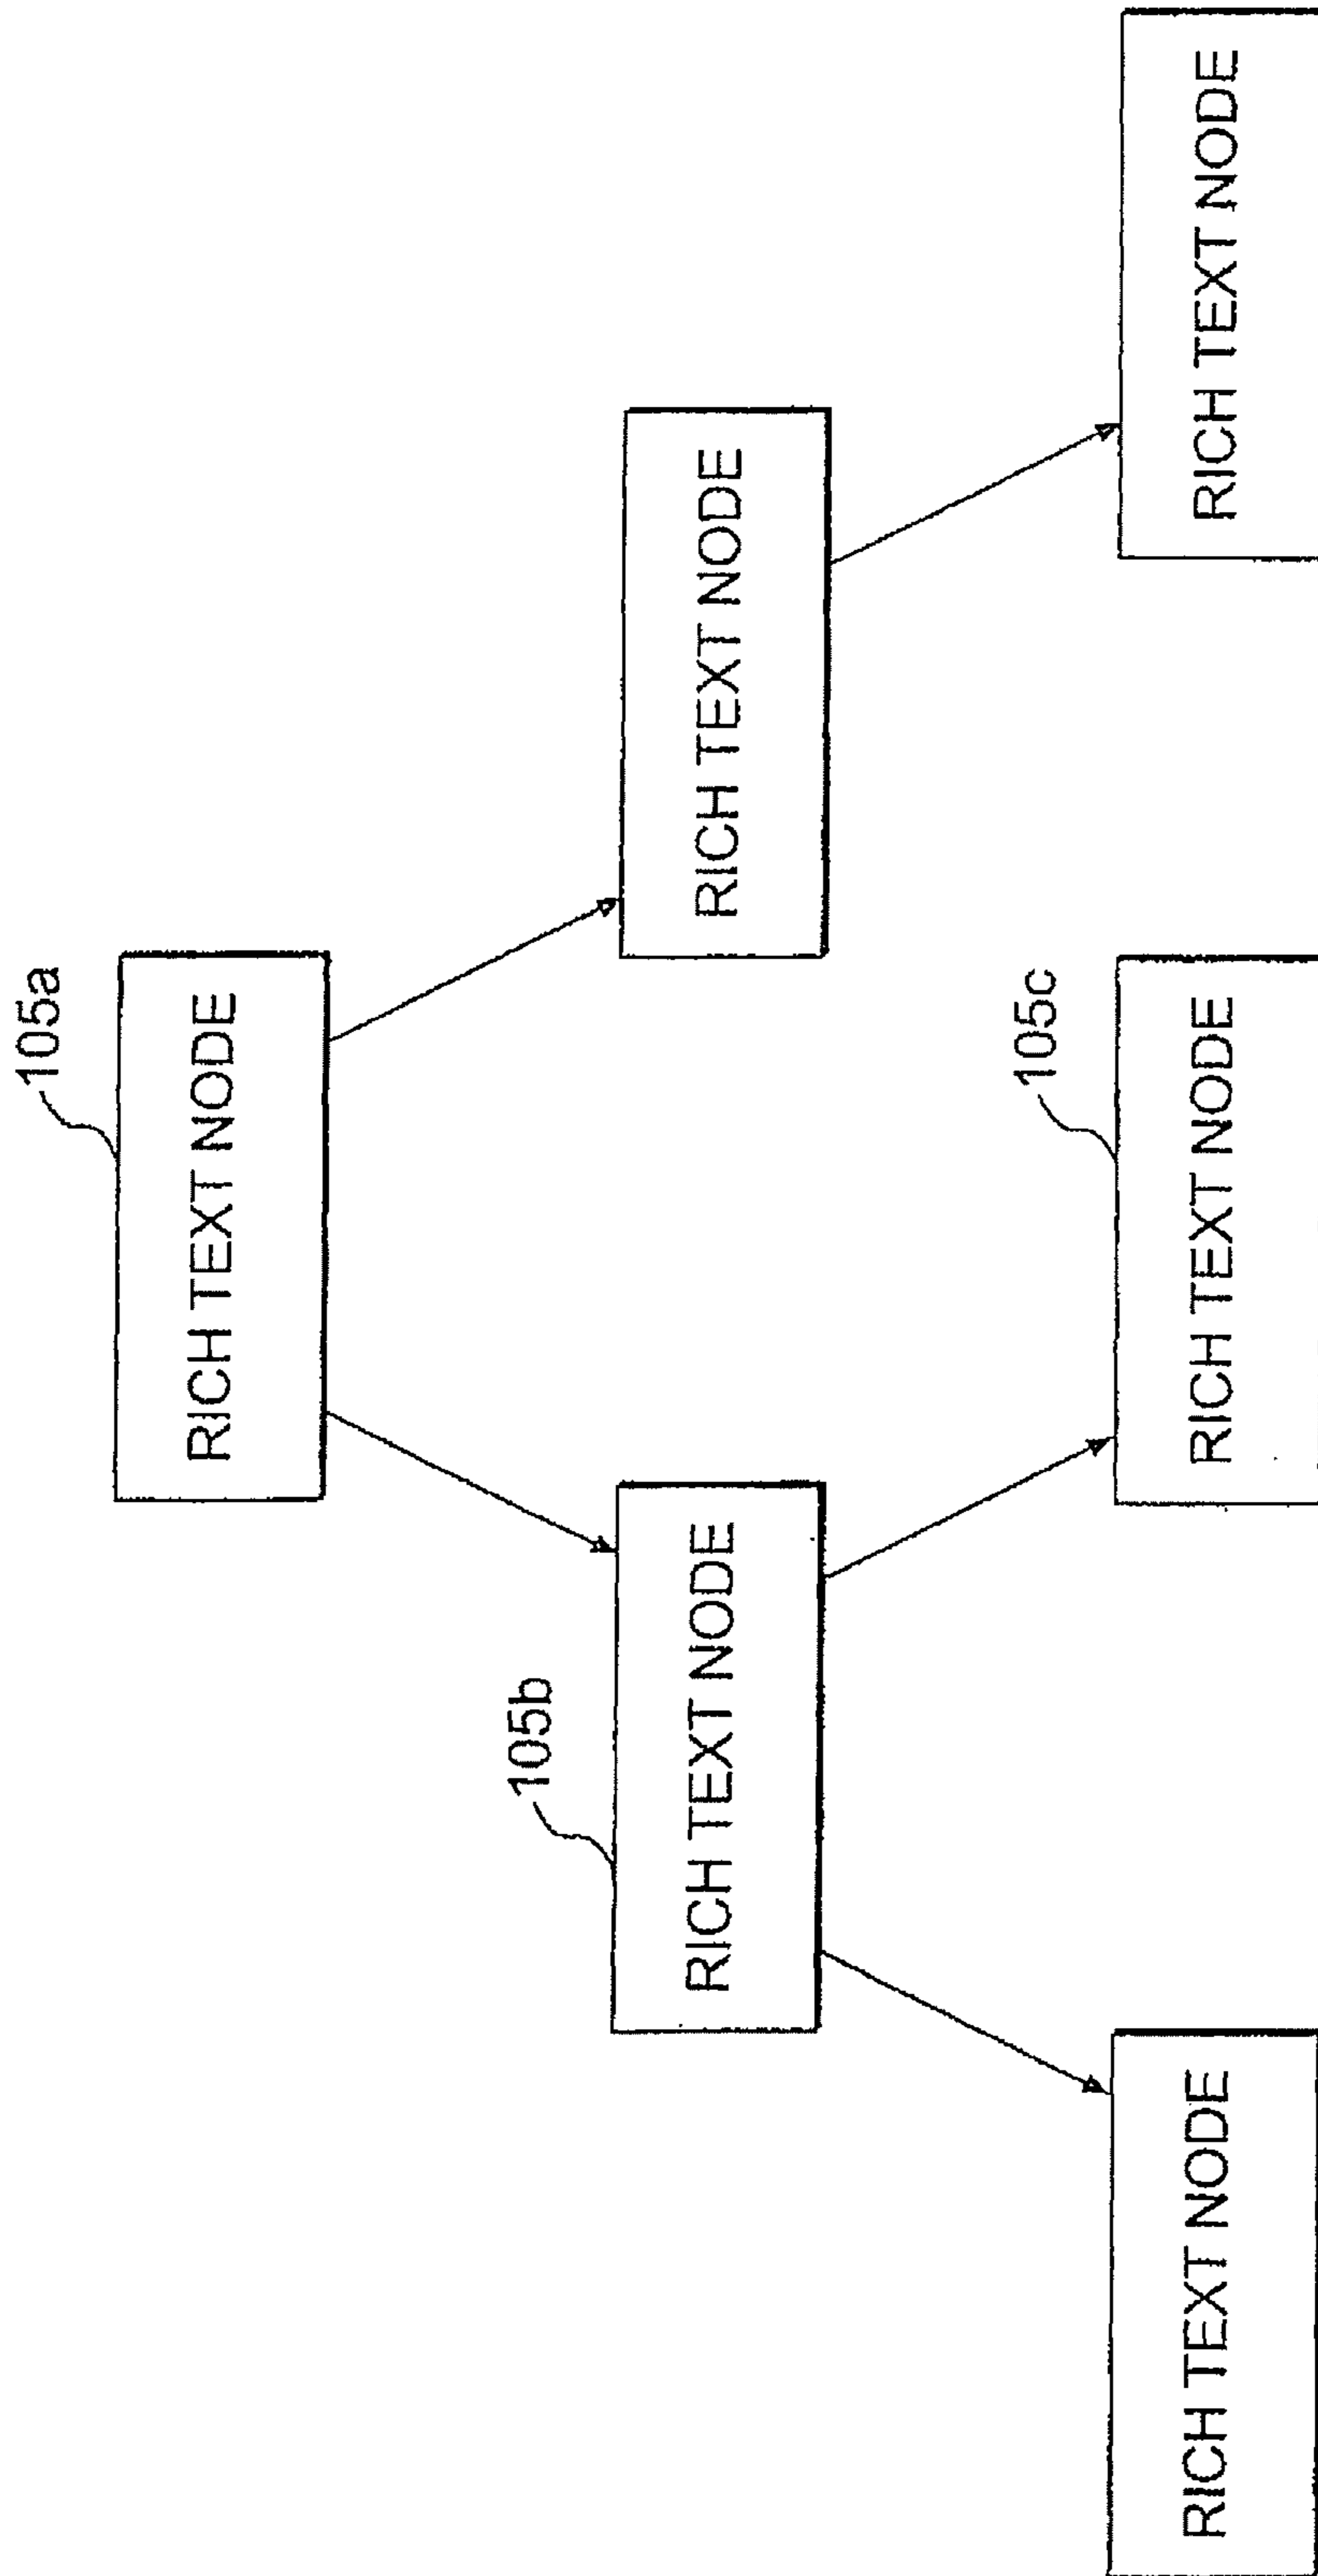 105a
RICH TEXT NODE
105b
RICH TEXT NODE
RICH TEXT NODE
105c
RICH TEXT NODE
RICH TEXT NODE
RICH TEXT NODE